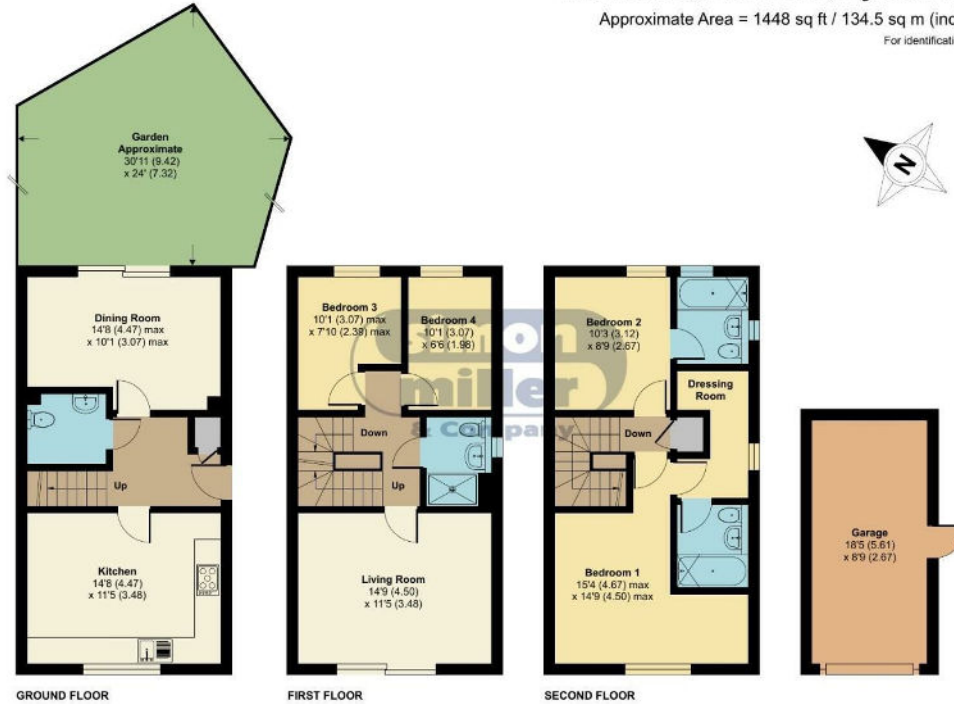 Approximate Area = 1448 sq ft / 134.5 sq m (inc
For identificati
N
Garden
Approximate
30'11 (9.42)
x 24' (7.32)
Dining Room
14'8 (4.47) max
x 10'1 (3.07) max
Up
Kitchen
14'8 (4.47)
x 11'5 (3.48)
GROUND FLOOR
Bedroom 3
10'1 (3.07) max
x 7'10 (2.39) max
Bedroom 4
10'1 (3.07)
x 6'6 (1.98)
simon
miller
& Company
Down
Up
Living Room
14'9 (4.50)
x 11'5 (3.48)
FIRST FLOOR
Bedroom 2
10'3 (3.12)
x 8'9 (2.67)
Dressing
Room
Down
Bedroom 1
15'4 (4.67) max
x 14'9 (4.50) max
SECOND FLOOR
Garage
18'5 (5.61)
x 8'9 (2.67)